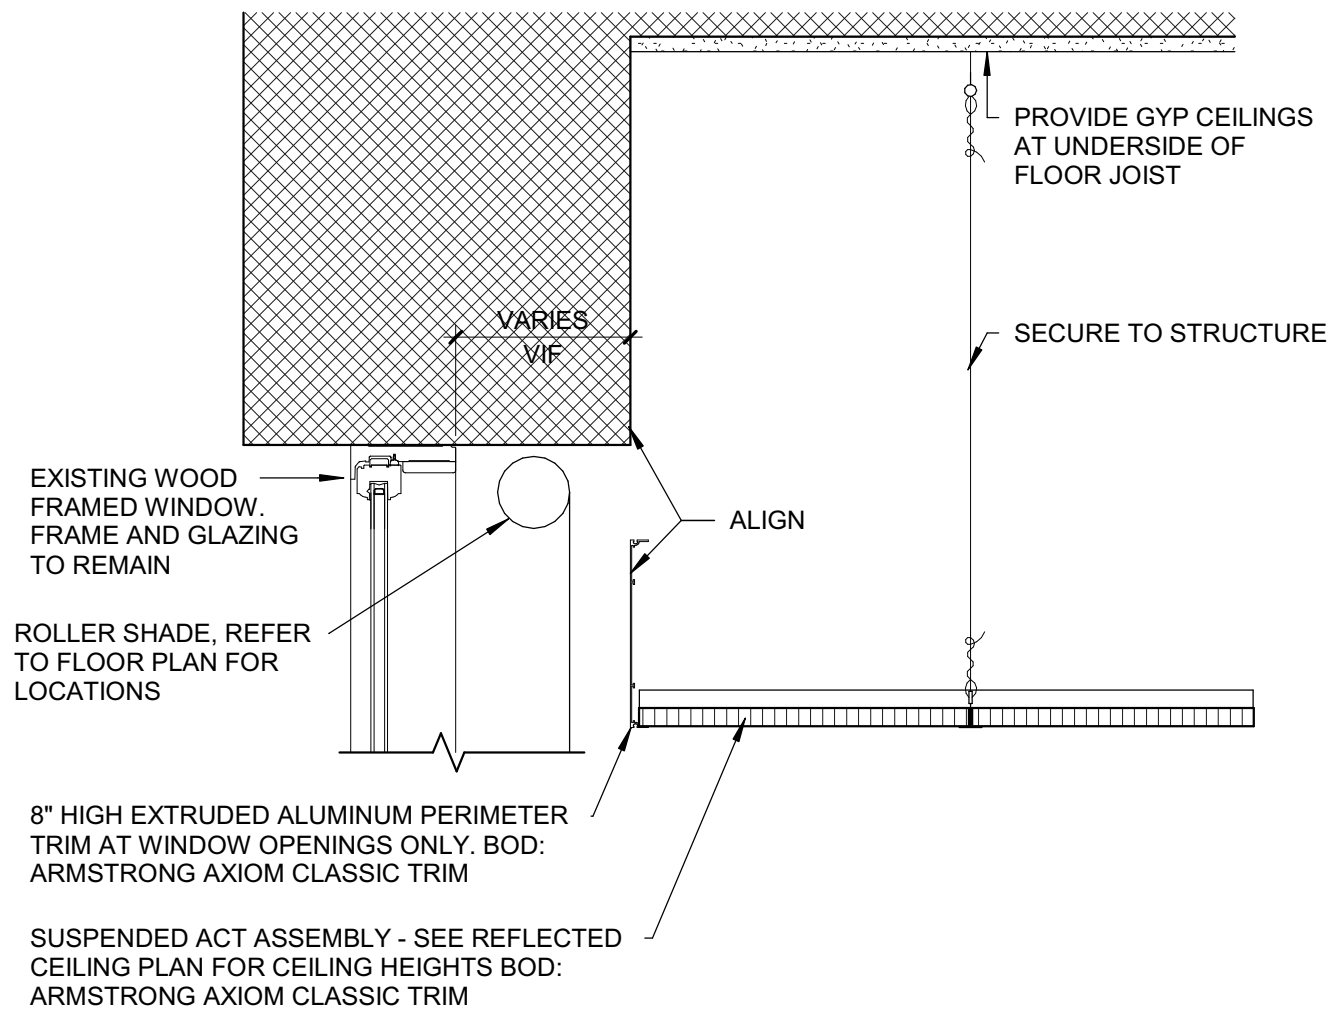 PROVIDE GYP CEILINGS
AT UNDERSIDE OF
FLOOR JOIST
VARIES
VIF
SECURE TO STRUCTURE
EXISTING WOOD
FRAMED WINDOW.
FRAME AND GLAZING
TO REMAIN
ALIGN
ROLLER SHADE, REFER
TO FLOOR PLAN FOR
LOCATIONS
8" HIGH EXTRUDED ALUMINUM PERIMETER
TRIM AT WINDOW OPENINGS ONLY. BOD:
ARMSTRONG AXIOM CLASSIC TRIM
SUSPENDED ACT ASSEMBLY - SEE REFLECTED
CEILING PLAN FOR CEILING HEIGHTS BOD:
ARMSTRONG AXIOM CLASSIC TRIM